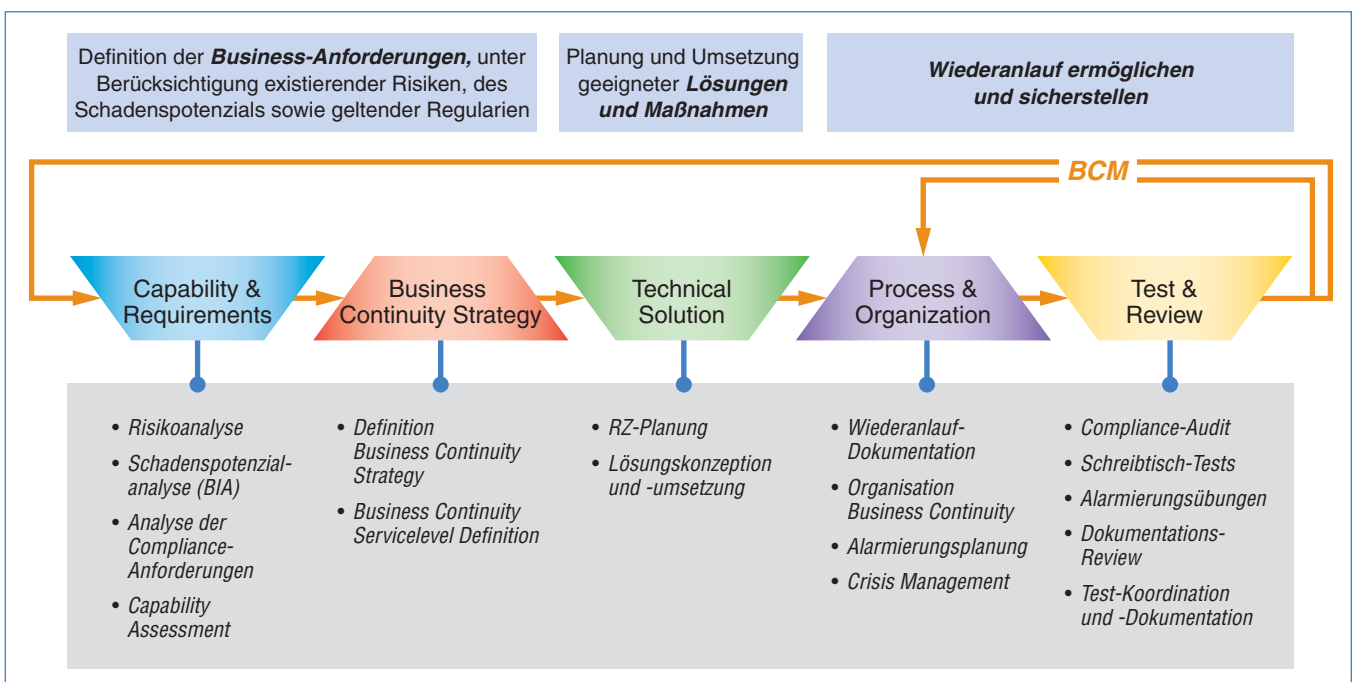 Definition der Business-Anforderungen, unter
Berücksichtigung existierender Risiken, des
Schadenspotenzials sowie geltender Regularien
Planung und Umsetzung
geeigneter Lösungen
und Maßnahmen
Wiederanlauf ermöglichen
und sicherstellen
BCM
Capability &
Requirements
Business
Continuity Strategy
Technical
Solution
Process &
Organization
Test &
Review
• Risikoanalyse
• Schadenspotenzial-
analyse (BIA)
• Analyse der
Compliance-
Anforderungen
• Capability
Assessment
• Definition
Business Continuity
Strategy
• Business Continuity
Servicelevel Definition
• RZ-Planung
• Lösungskonzeption
und -umsetzung
• Wiederanlauf-
Dokumentation
• Organisation
Business Continuity
• Alarmierungsplanung
• Crisis Management
• Compliance-Audit
• Schreibtisch-Tests
• Alarmierungsübungen
• Dokumentations-
Review
• Test-Koordination
und -Dokumentation